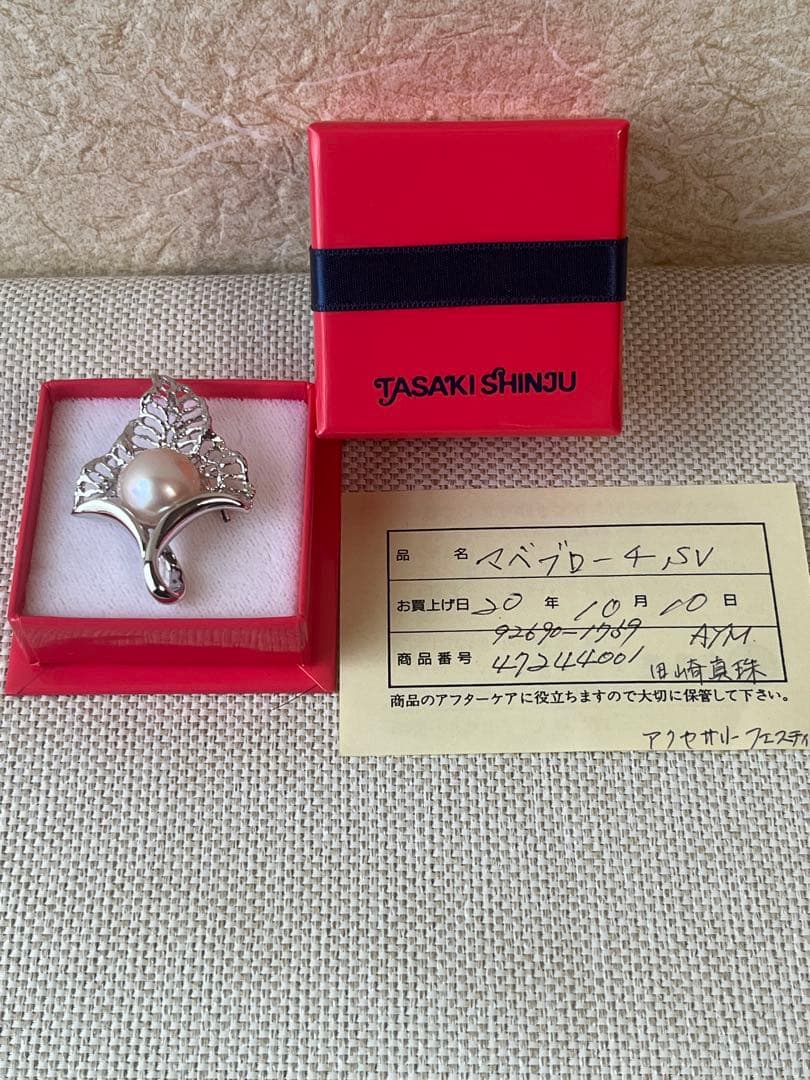 TASAKI SHINJU
品 名 マベブローチ SV
お買上げ日 20 年 10 月 10 日
92690-1769 AYM.
商品番号 47244001 田崎真珠
商品のアフターケアに役立ちますので大切に保管して下さい。
アクセサリーフェスティ